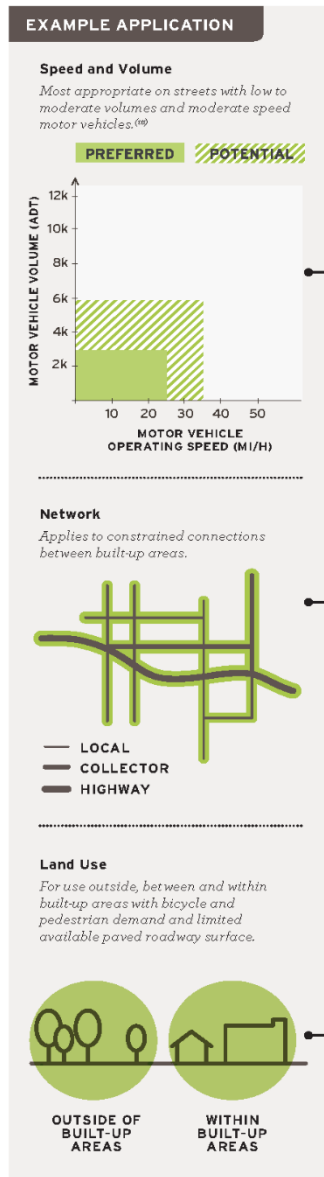 EXAMPLE APPLICATION
Speed and Volume
Most appropriate on streets with low to
moderate volumes and moderate speed
motor vehicles.
PREFERRED POTENTIAL
MOTOR VEHICLE VOLUME (ADT)
12k
10k
8k
6k
4k
2k
10 20 30 40 50
MOTOR VEHICLE
OPERATING SPEED (MI/H)
Network
Applies to constrained connections
between built-up areas.
LOCAL
COLLECTOR
HIGHWAY
Land Use
For use outside, between and within
built-up areas with bicycle and
pedestrian demand and limited
available paved roadway surface.
OUTSIDE OF
BUILT-UP
AREAS
WITHIN
BUILT-UP
AREAS